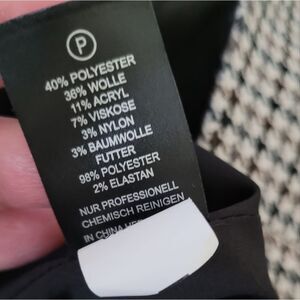 P
40% POLYESTER
36% WOLLE
11% ACRYL
7% VISKOSE
3% NYLON
3% BAUMWOLLE
FUTTER
98% POLYESTER
2% ELASTAN
NUR PROFESSIONELL
CHEMISCH REINIGEN
IN CHINA